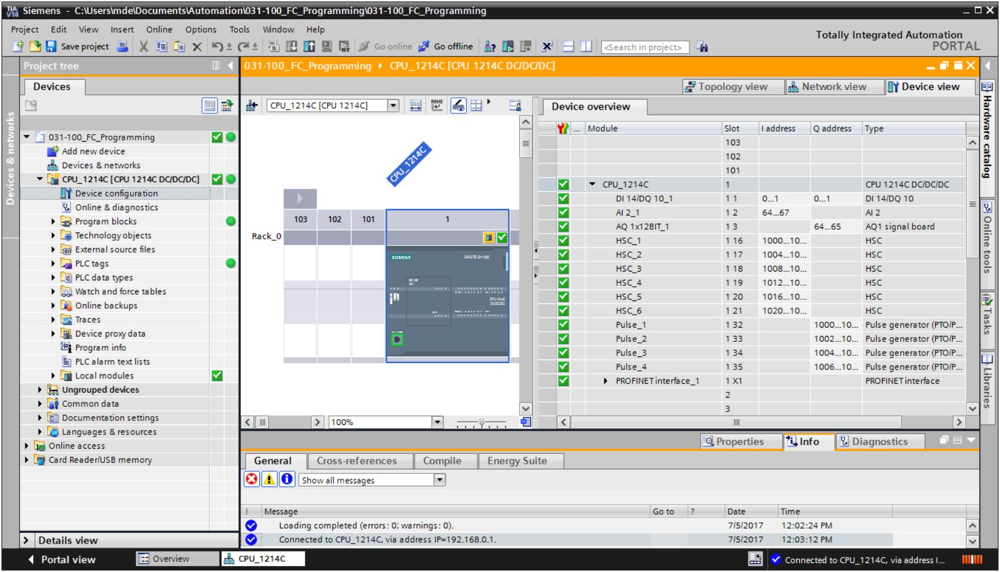 TIA V14 Siemens - C:\Users\mde\Documents\Automation\031-100_FC_Programming\031-100_FC_Programming
Project Edit View Insert Online Options Tools Window Help
Totally Integrated Automation
PORTAL
Save project Go online Go offline <Search in project>
Project tree
031-100_FC_Programming CPU_1214C [CPU 1214C DC/DC/DC]
Devices
Topology view Network view Device view
Devices & networks
031-100_FC_Programming
Add new device
Devices & networks
CPU_1214C [CPU 1214C DC/DC/DC]
Device configuration
Online & diagnostics
Program blocks
Technology objects
External source files
PLC tags
PLC data types
Watch and force tables
Online backups
Traces
Device proxy data
Program info
PLC alarm text lists
Local modules
Ungrouped devices
Common data
Documentation settings
Languages & resources
Online access
Card Reader/USB memory
Details view
CPU_1214C [CPU 1214C]
NAME
CPU_1214C
103 102 101 1
Rack_0
SIEMENS
100%
Device overview
... Module Slot I address Q address Type
103
102
101
CPU_1214C 1 CPU 1214C DC/DC/DC
DI 14/DQ 10_1 1 1 0...1 0...1 DI 14/DQ 10
AI 2_1 1 2 64...67 AI 2
AQ 1x12BIT_1 1 3 64...65 AQ1 signal board
HSC_1 1 16 1000...10... HSC
HSC_2 1 17 1004...10... HSC
HSC_3 1 18 1008...10... HSC
HSC_4 1 19 1012...10... HSC
HSC_5 1 20 1016...10... HSC
HSC_6 1 21 1020...10... HSC
Pulse_1 1 32 1000...10... Pulse generator (PTO/P...
Pulse_2 1 33 1002...10... Pulse generator (PTO/P...
Pulse_3 1 34 1004...10... Pulse generator (PTO/P...
Pulse_4 1 35 1006...10... Pulse generator (PTO/P...
PROFINET interface_1 1 X1 PROFINET interface
2
3
Hardware catalog
Online tools
Tasks
Libraries
Properties Info Diagnostics
General Cross-references Compile Energy Suite
Show all messages
! Message Go to ? Date Time
Loading completed (errors: 0; warnings: 0). 7/5/2017 12:02:24 PM
Connected to CPU_1214C, via address IP=192.168.0.1. 7/5/2017 12:03:12 PM
Portal view Overview CPU_1214C Connected to CPU_1214C, via address I...